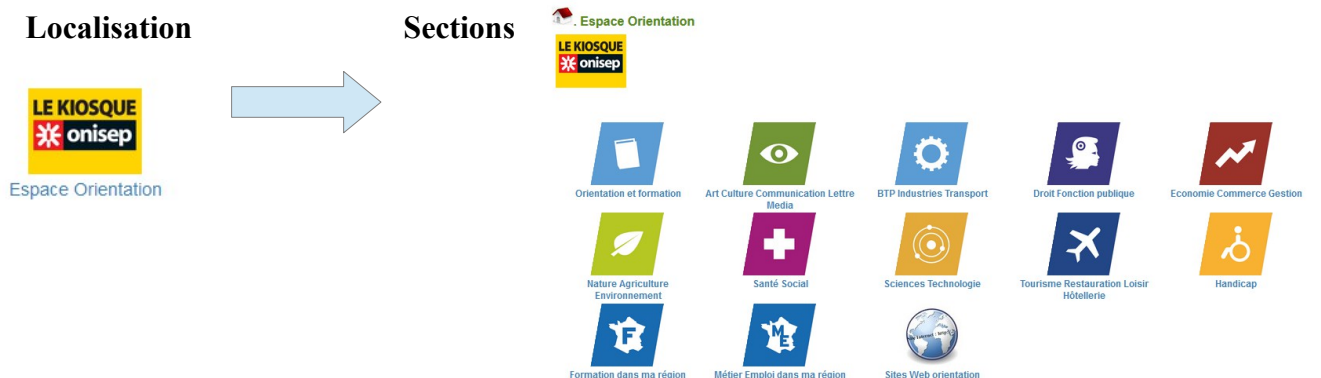 Localisation
Sections
. Espace Orientation
LE KIOSQUE
onisep
LE KIOSQUE
onisep
Espace Orientation
Orientation et formation
Art Culture Communication Lettre
Media
BTP Industries Transport
Droit Fonction publique
Economie Commerce Gestion
Nature Agriculture
Environnement
Santé Social
Sciences Technologie
Tourisme Restauration Loisir
Hôtellerie
Handicap
F
Formation dans ma région
M
E
Métier Emploi dans ma région
Sites Web orientation